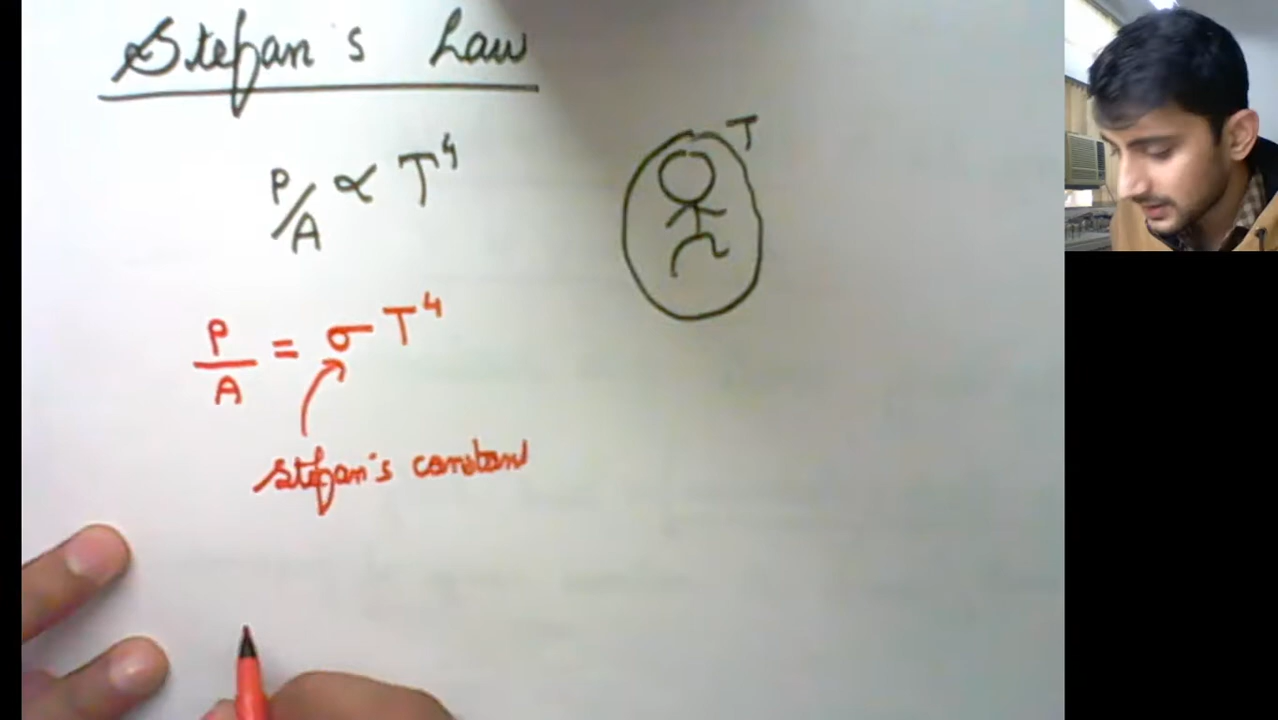 Stefan's Law
P/A ∝ T⁴
T
P/A = σ T⁴
Stefan's constant